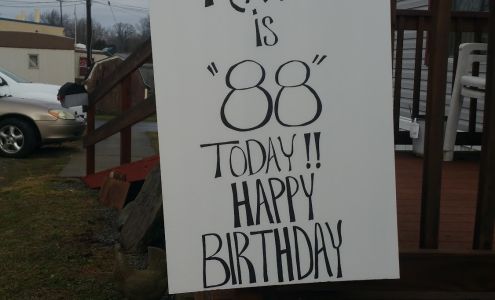 is
"88"
TODAY!!
HAPPY
BIRTHDAY